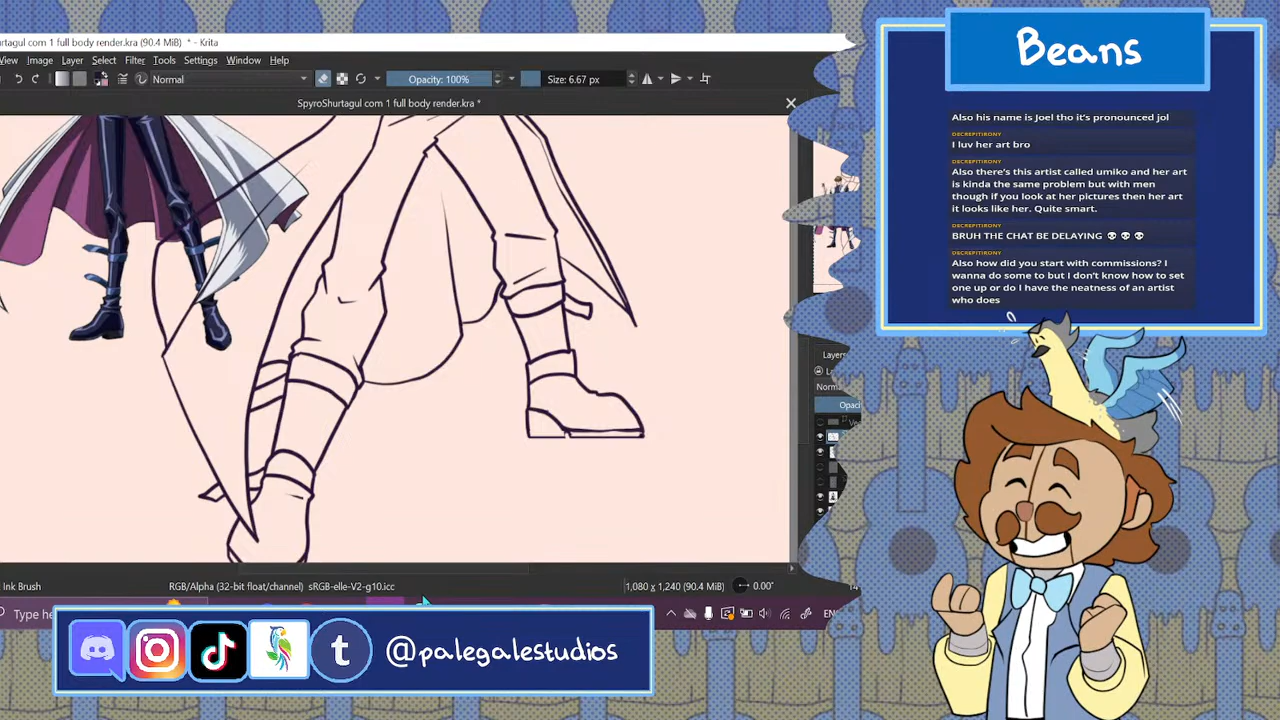 urtagul com 1 full body render.kra (90.4 MiB) * - Krita
View Image Layer Select Filter Tools Settings Window Help
Normal Opacity: 100% Size: 6.67 px
SpyroShurtagul com 1 full body render.kra *
Layers
Norma
Opaci
Ink Brush RGB/Alpha (32-bit float/channel) sRGB-elle-V2-g10.icc 1,080 x 1,240 (90.4 MiB) 0.00° 14
Type he
t @palegalestudios
Beans
Also his name is Joel tho it's pronounced jol
DECREPITIRONY
I luv her art bro
DECREPITIRONY
Also there's this artist called umiko and her art
is kinda the same problem but with men
though if you look at her pictures then her art
it looks like her. Quite smart.
DECREPITIRONY
BRUH THE CHAT BE DELAYING 💀 💀 💀
DECREPITIRONY
Also how did you start with commissions? I
wanna do some to but I don't know how to set
one up or do I have the neatness of an artist
who does